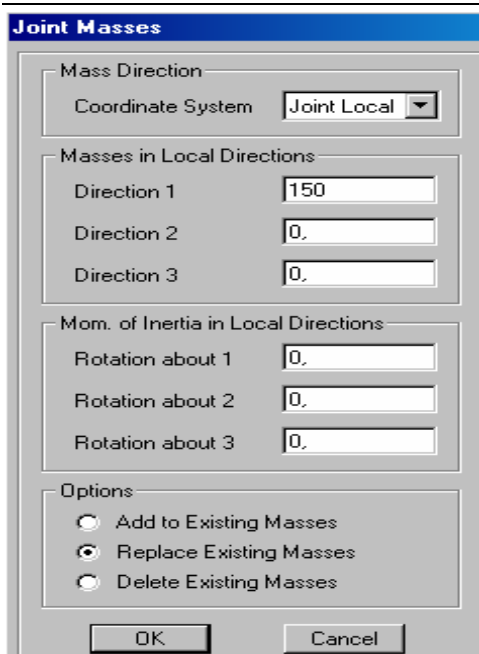 Joint Masses
Mass Direction
Coordinate System Joint Local
Masses in Local Directions
Direction 1 150
Direction 2 0,
Direction 3 0,
Mom. of Inertia in Local Directions
Rotation about 1 0,
Rotation about 2 0,
Rotation about 3 0,
Options
Add to Existing Masses
Replace Existing Masses
Delete Existing Masses
OK Cancel